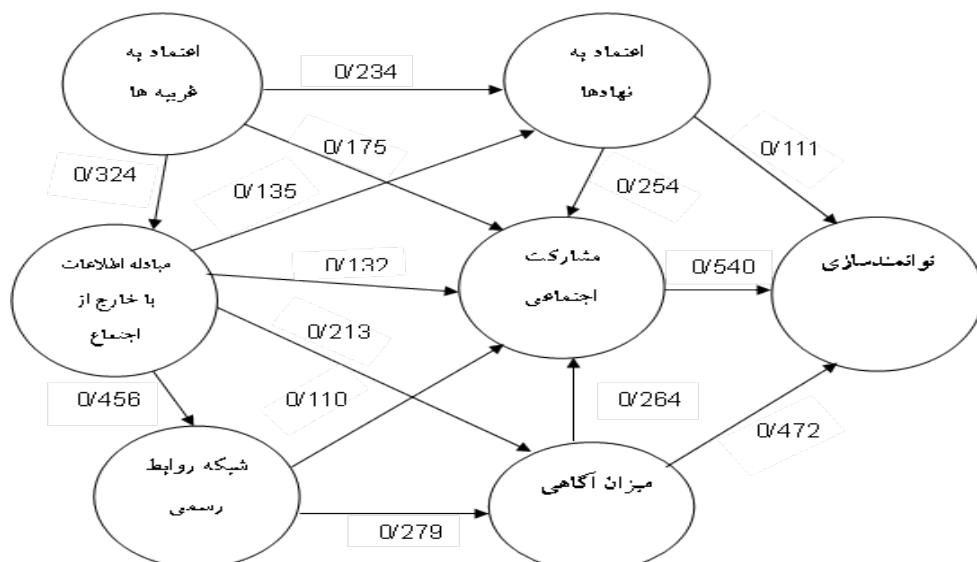 اعتماد به
غریبه ها
0/234
اعتماد به
نهادها
0/175
0/111
0/324
0/135
0/254
مبادله اطلاعات
با خارج از
اجتماع
0/132
مشارکت
اجتماعی
0/540
توانمندسازی
0/213
0/456
0/110
0/264
0/472
شبکه روابط
رسمی
0/279
میزان آگاهی